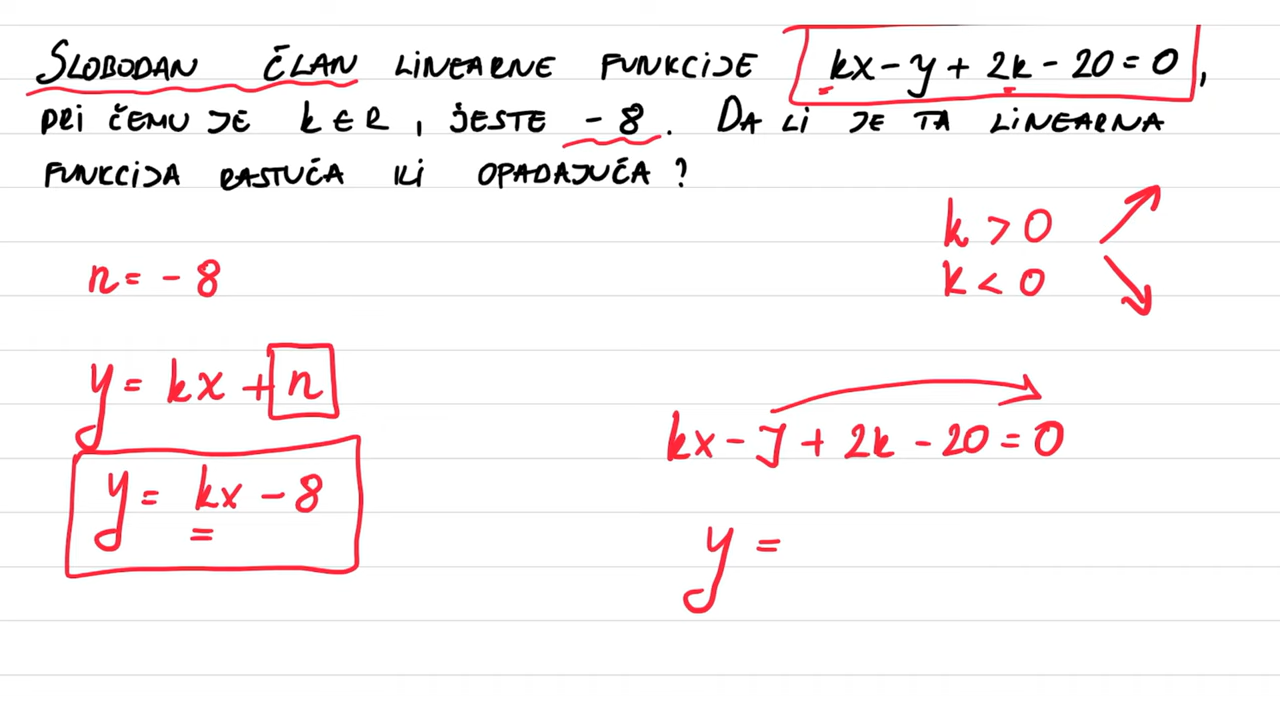 SLOBODAN ČLAN LINEARNE FUNKCIJE kx - y + 2k - 20 = 0,
PRI ČEMU JE k ∈ R, JESTE - 8. DA LI JE TA LINEARNA
FUNKCIJA RASTUĆA ILI OPADAJUĆA?
k > 0
k < 0
n = - 8
y = kx + n
y = kx - 8
kx - y + 2k - 20 = 0
y =